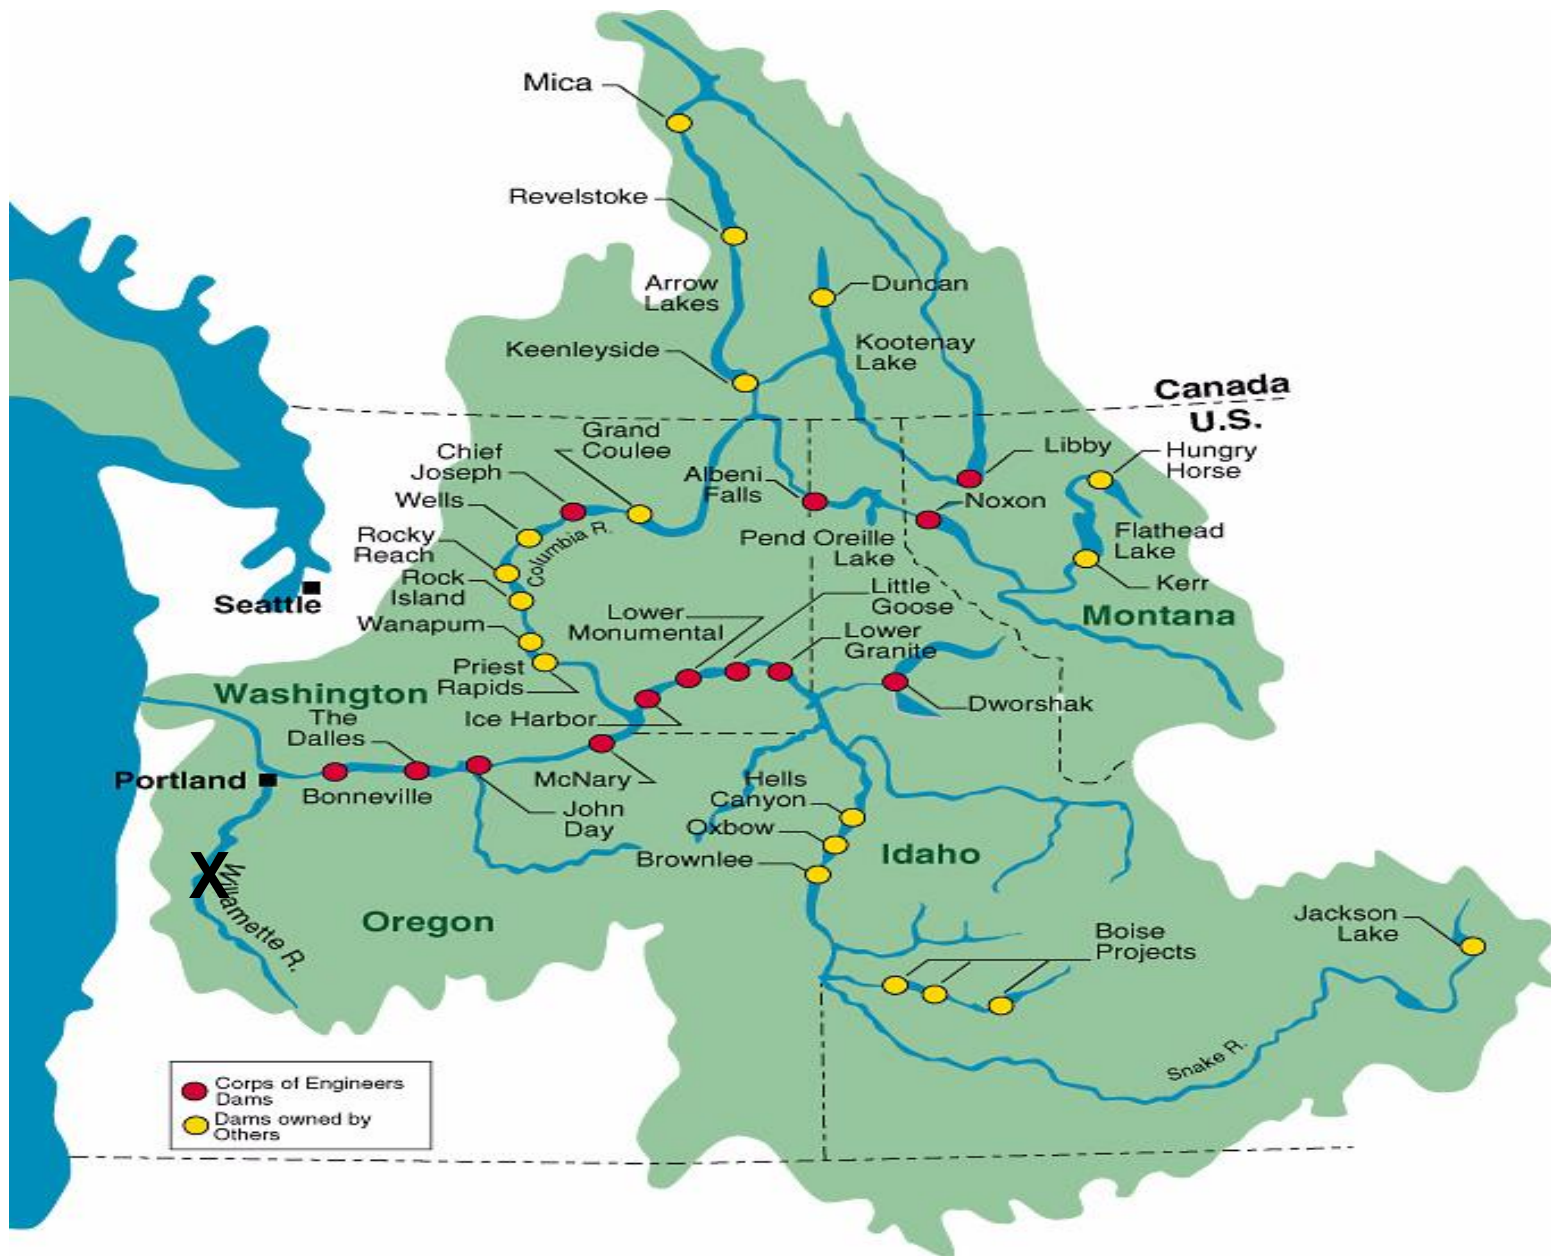 Mica
Revelstoke
Arrow
Lakes
Duncan
Kootenay
Lake
Keenleyside
Canada
U.S.
Grand
Coulee
Chief
Joseph
Libby
Hungry
Horse
Albeni
Falls
Wells
Noxon
Rocky
Reach
Columbia R.
Pend Oreille
Lake
Flathead
Lake
Rock
Island
Kerr
Seattle
Little
Goose
Lower
Monumental
Montana
Wanapum
Lower
Granite
Priest
Rapids
Washington
Dworshak
The
Dalles
Ice Harbor
Portland
McNary
Hells
Canyon
Bonneville
John
Day
Oxbow
Brownlee
Idaho
X
Willamette R.
Oregon
Jackson
Lake
Boise
Projects
Snake R.
Corps of Engineers
Dams
Dams owned by
Others